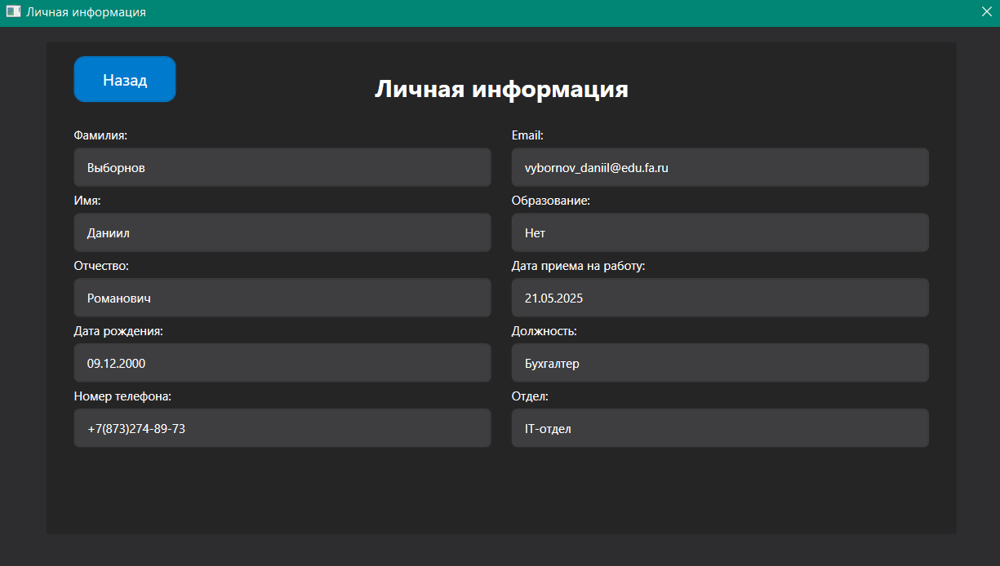 Личная информация
Назад
Личная информация
Фамилия:
Выборнов
Имя:
Даниил
Отчество:
Романович
Дата рождения:
09.12.2000
Номер телефона:
+7(873)274-89-73
Email:
vybornov_daniil@edu.fa.ru
Образование:
Нет
Дата приема на работу:
21.05.2025
Должность:
Бухгалтер
Отдел:
IT-отдел